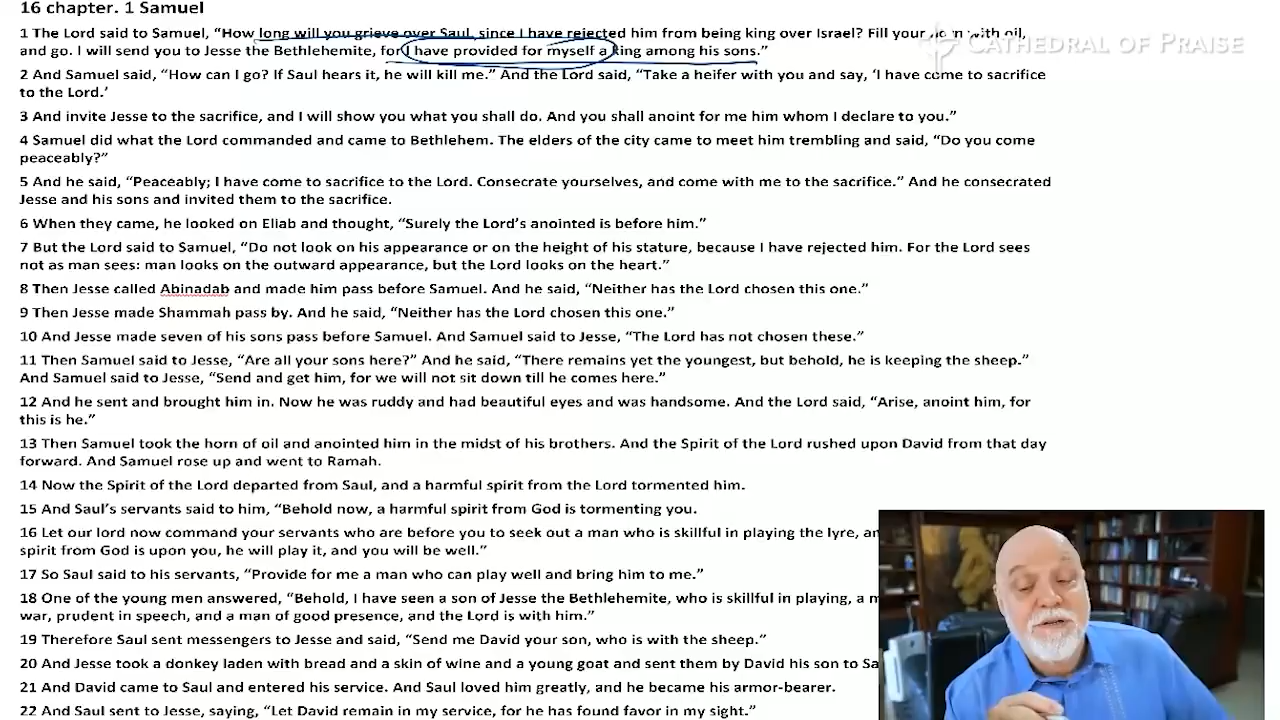 16 chapter. 1 Samuel
CATHEDRAL OF PRAISE
1 The Lord said to Samuel, “How long will you grieve over Saul, since I have rejected him from being king over Israel? Fill your horn with oil,
and go. I will send you to Jesse the Bethlehemite, for I have provided for myself a king among his sons.”
2 And Samuel said, “How can I go? If Saul hears it, he will kill me.” And the Lord said, “Take a heifer with you and say, ‘I have come to sacrifice
to the Lord.’
3 And invite Jesse to the sacrifice, and I will show you what you shall do. And you shall anoint for me him whom I declare to you.”
4 Samuel did what the Lord commanded and came to Bethlehem. The elders of the city came to meet him trembling and said, “Do you come
peaceably?”
5 And he said, “Peaceably; I have come to sacrifice to the Lord. Consecrate yourselves, and come with me to the sacrifice.” And he consecrated
Jesse and his sons and invited them to the sacrifice.
6 When they came, he looked on Eliab and thought, “Surely the Lord’s anointed is before him.”
7 But the Lord said to Samuel, “Do not look on his appearance or on the height of his stature, because I have rejected him. For the Lord sees
not as man sees: man looks on the outward appearance, but the Lord looks on the heart.”
8 Then Jesse called Abinadab and made him pass before Samuel. And he said, “Neither has the Lord chosen this one.”
9 Then Jesse made Shammah pass by. And he said, “Neither has the Lord chosen this one.”
10 And Jesse made seven of his sons pass before Samuel. And Samuel said to Jesse, “The Lord has not chosen these.”
11 Then Samuel said to Jesse, “Are all your sons here?” And he said, “There remains yet the youngest, but behold, he is keeping the sheep.”
And Samuel said to Jesse, “Send and get him, for we will not sit down till he comes here.”
12 And he sent and brought him in. Now he was ruddy and had beautiful eyes and was handsome. And the Lord said, “Arise, anoint him, for
this is he.”
13 Then Samuel took the horn of oil and anointed him in the midst of his brothers. And the Spirit of the Lord rushed upon David from that day
forward. And Samuel rose up and went to Ramah.
14 Now the Spirit of the Lord departed from Saul, and a harmful spirit from the Lord tormented him.
15 And Saul’s servants said to him, “Behold now, a harmful spirit from God is tormenting you.
16 Let our lord now command your servants who are before you to seek out a man who is skillful in playing the lyre,
spirit from God is upon you, he will play it, and you will be well.”
17 So Saul said to his servants, “Provide for me a man who can play well and bring him to me.”
18 One of the young men answered, “Behold, I have seen a son of Jesse the Bethlehemite, who is skillful in playing, a
war, prudent in speech, and a man of good presence, and the Lord is with him.”
19 Therefore Saul sent messengers to Jesse and said, “Send me David your son, who is with the sheep.”
20 And Jesse took a donkey laden with bread and a skin of wine and a young goat and sent them by David his son to
21 And David came to Saul and entered his service. And Saul loved him greatly, and he became his armor-bearer.
22 And Saul sent to Jesse, saying, “Let David remain in my service, for he has found favor in my sight.”